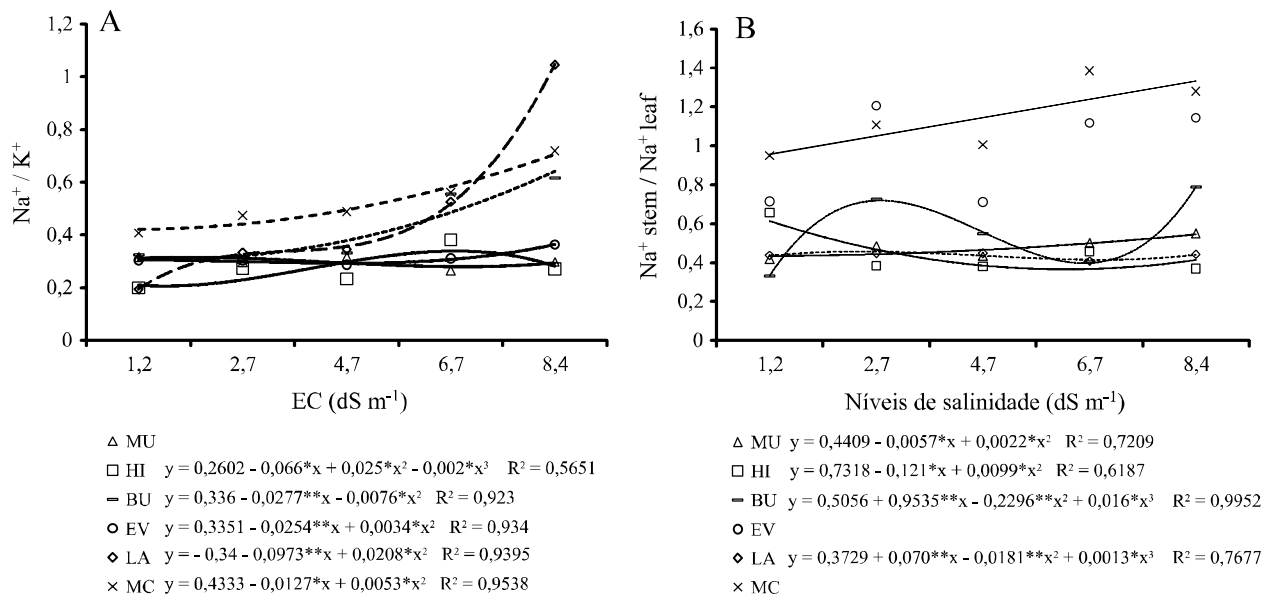 A
1,2
1
0,8
0,6
0,4
0,2
0
Na⁺ / K⁺
1,2 2,7 4,7 6,7 8,4
EC (dS m⁻¹)
MU
HI y = 0,2602 - 0,066*x + 0,025*x² - 0,002*x³ R² = 0,5651
BU y = 0,336 - 0,0277**x - 0,0076*x² R² = 0,923
EV y = 0,3351 - 0,0254**x + 0,0034*x² R² = 0,934
LA y = - 0,34 - 0,0973**x + 0,0208*x² R² = 0,9395
MC y = 0,4333 - 0,0127*x + 0,0053*x² R² = 0,9538
B
1,6
1,4
1,2
1
0,8
0,6
0,4
0,2
0
Na⁺ stem / Na⁺ leaf
1,2 2,7 4,7 6,7 8,4
Níveis de salinidade (dS m⁻¹)
MU y = 0,4409 - 0,0057*x + 0,0022*x² R² = 0,7209
HI y = 0,7318 - 0,121*x + 0,0099*x² R² = 0,6187
BU y = 0,5056 + 0,9535**x - 0,2296**x² + 0,016*x³ R² = 0,9952
EV
LA y = 0,3729 + 0,070**x - 0,0181**x² + 0,0013*x³ R² = 0,7677
MC